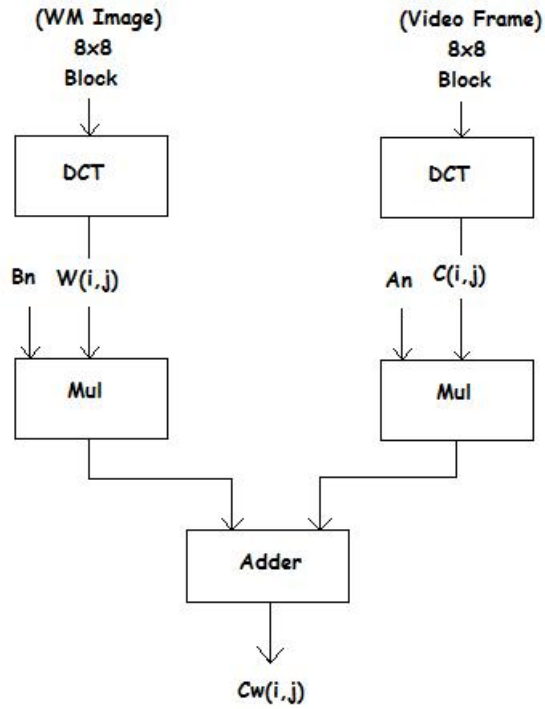 (WM Image)
8x8
Block
(Video Frame)
8x8
Block
DCT
DCT
Bn W(i,j)
An C(i,j)
Mul
Mul
Adder
Cw(i,j)